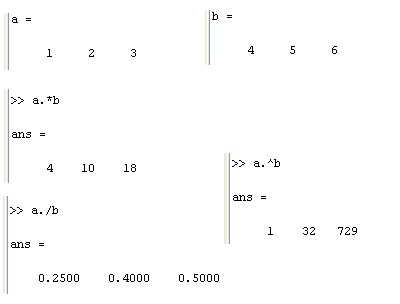 a =
1 2 3
b =
4 5 6
>> a.*b
ans =
4 10 18
>> a.^b
ans =
1 32 729
>> a./b
ans =
0.2500 0.4000 0.5000